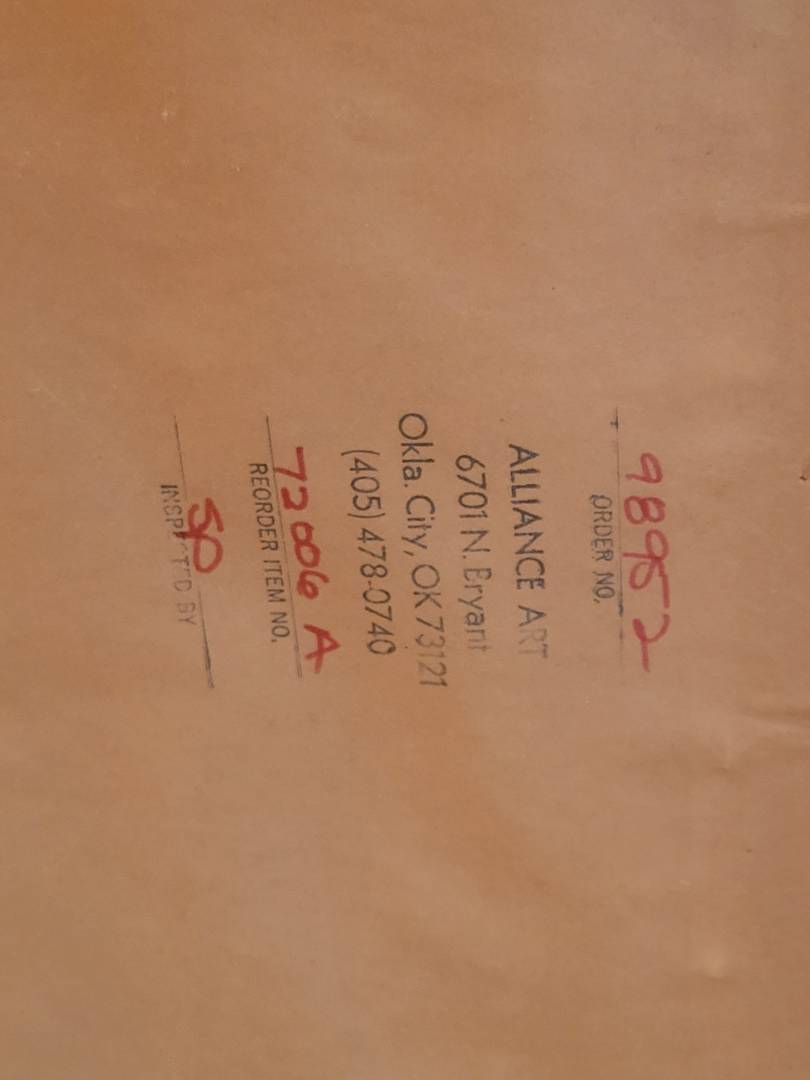 98952
ORDER NO.
ALLIANCE ART
6701 N. Bryant
Okla. City, OK 73121
(405) 478-0740
72006 A
REORDER ITEM NO.
SP
INSPECTED BY